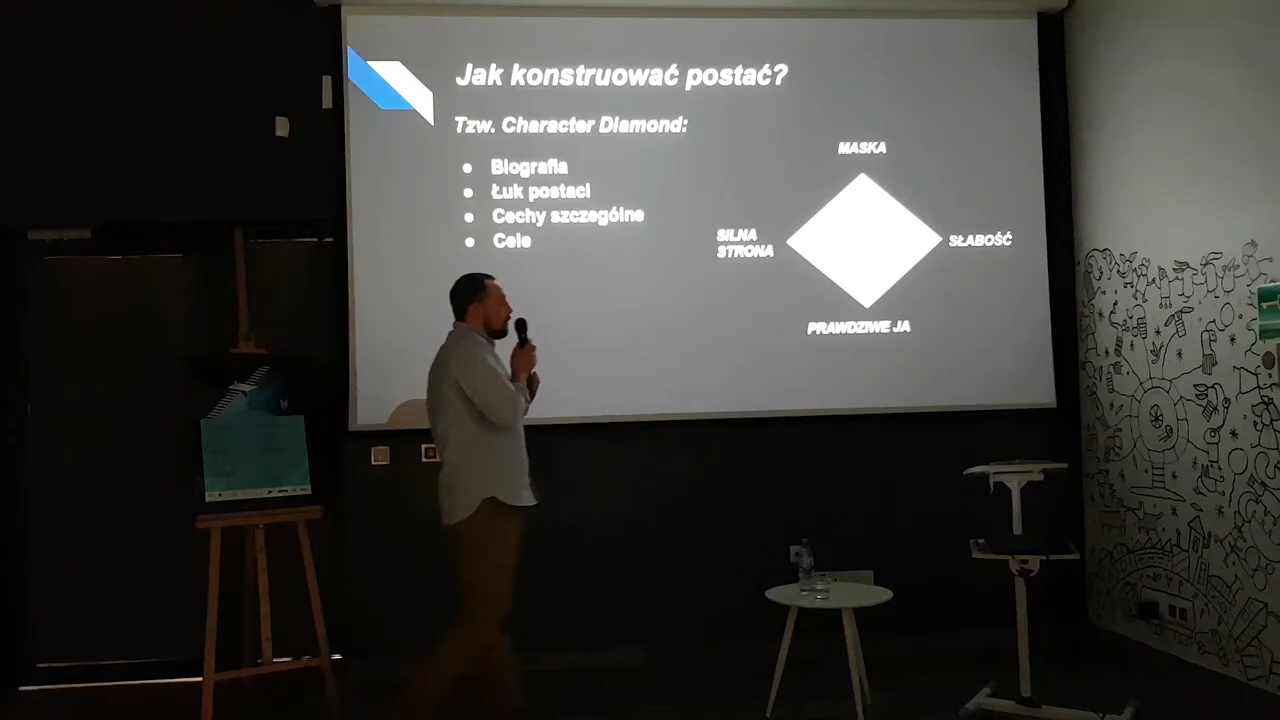 Jak konstruować postać?
Tzw. Character Diamond:
● Biografia
● Łuk postaci
● Cechy szczególne
● Cele
MASKA
SILNA
STRONA
SŁABOŚĆ
PRAWDZIWE JA